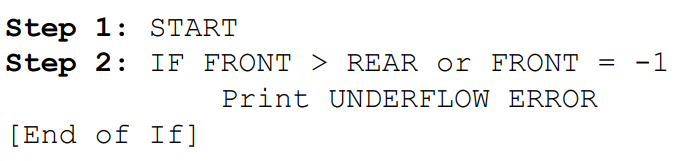 Step 1: START
Step 2: IF FRONT > REAR or FRONT = -1
Print UNDERFLOW ERROR
[End of If]